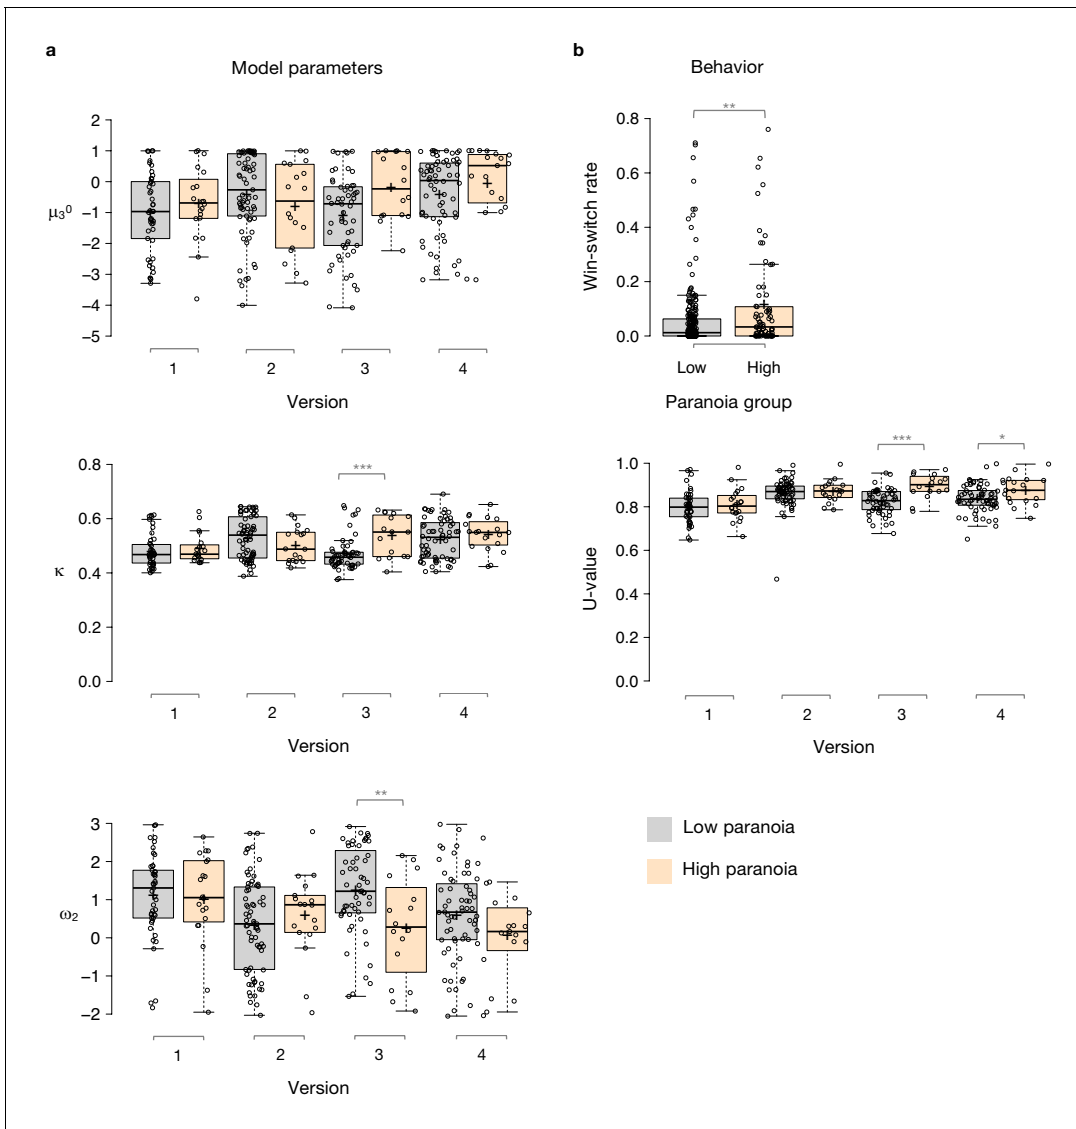 a
Model parameters
2
1
0
−1
−2
−3
−4
−5
μ₃⁰
1 2 3 4
Version
0.8
0.6
0.4
0.2
0.0
κ
***
1 2 3 4
Version
3
2
1
0
−1
−2
ω₂
**
1 2 3 4
Version
b
Behavior
0.8
0.6
0.4
0.2
0.0
Win-switch rate
**
Low High
Paranoia group
1.0
0.8
0.6
0.4
0.2
0.0
U-value
***
*
1 2 3 4
Version
Low paranoia
High paranoia